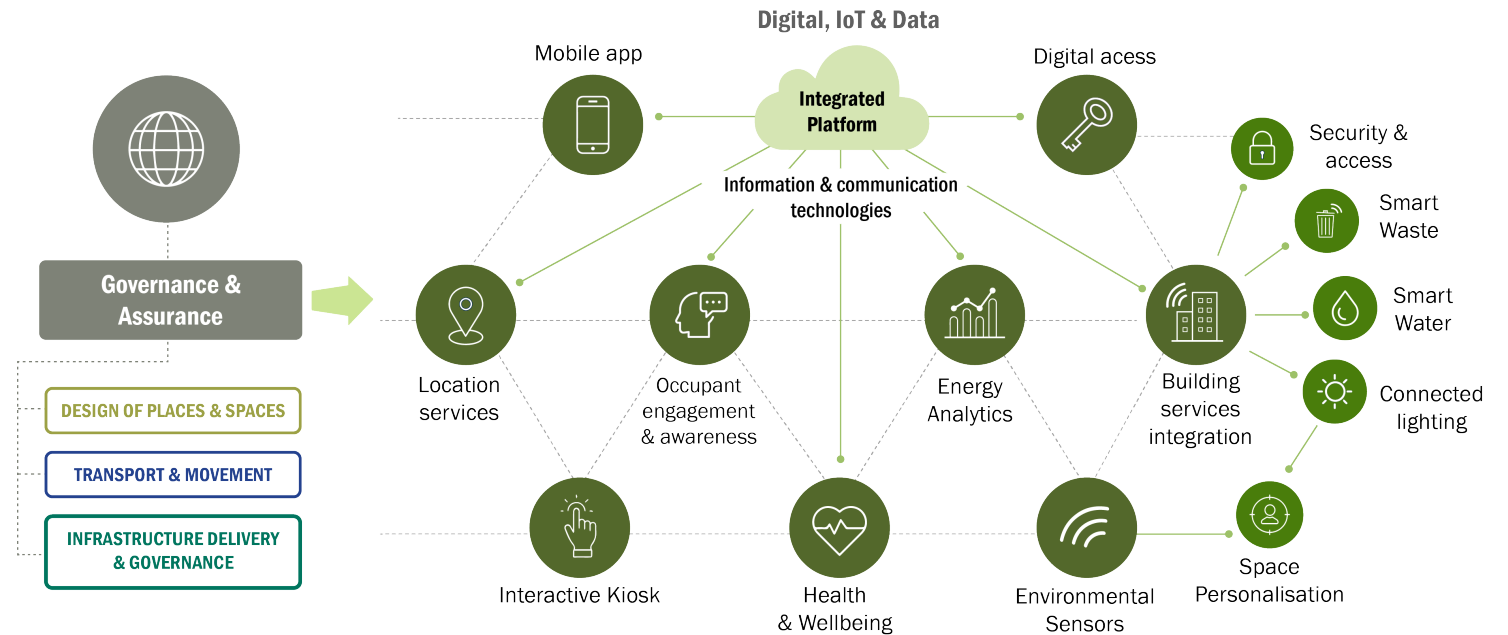 Digital, IoT & Data
Mobile app
Integrated
Platform
Digital acess
Security &
access
Information & communication
technologies
Smart
Waste
Governance &
Assurance
Smart
Water
Location
services
Occupant
engagement
& awareness
Energy
Analytics
Building
services
integration
Connected
lighting
DESIGN OF PLACES & SPACES
TRANSPORT & MOVEMENT
INFRASTRUCTURE DELIVERY
& GOVERNANCE
Interactive Kiosk
Health
& Wellbeing
Environmental
Sensors
Space
Personalisation